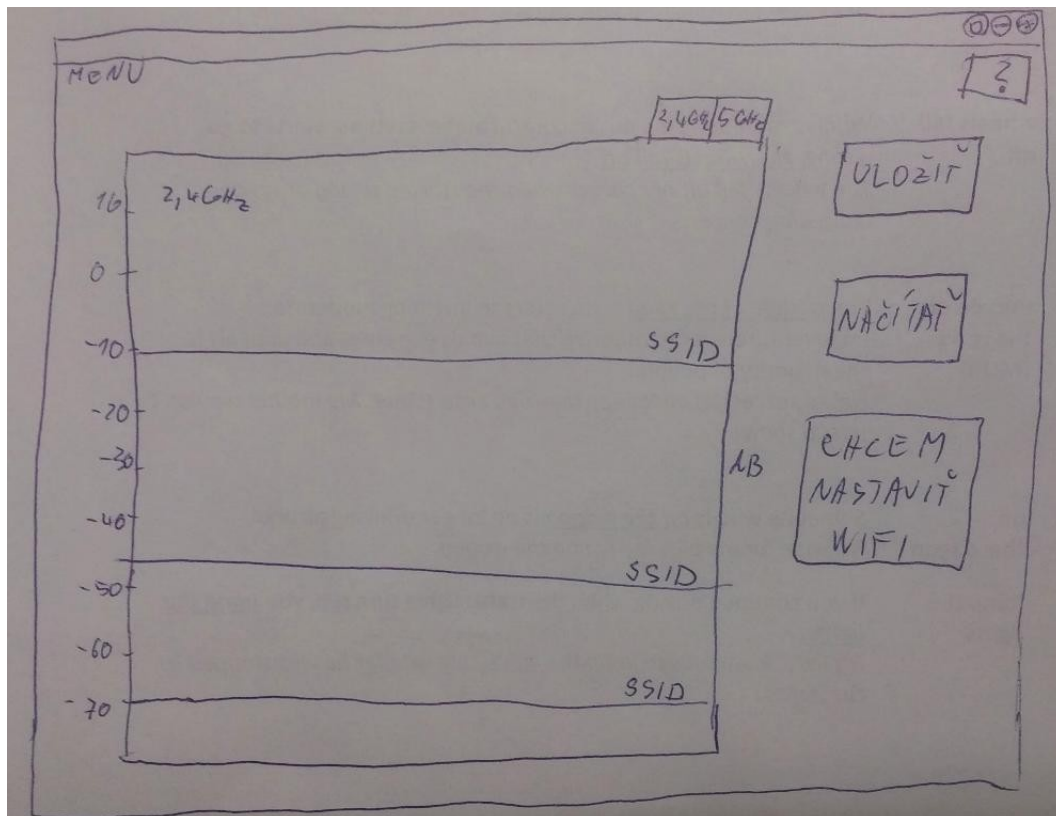 MENU
?
2,4GHz 5GHz
2,4GHz
ULOŽIŤ
NAČÍTAŤ
CHCEM
NASTAVIŤ
WIFI
10
0
-10
-20
-30
-40
-50
-60
-70
SSID
SSID
SSID
dB